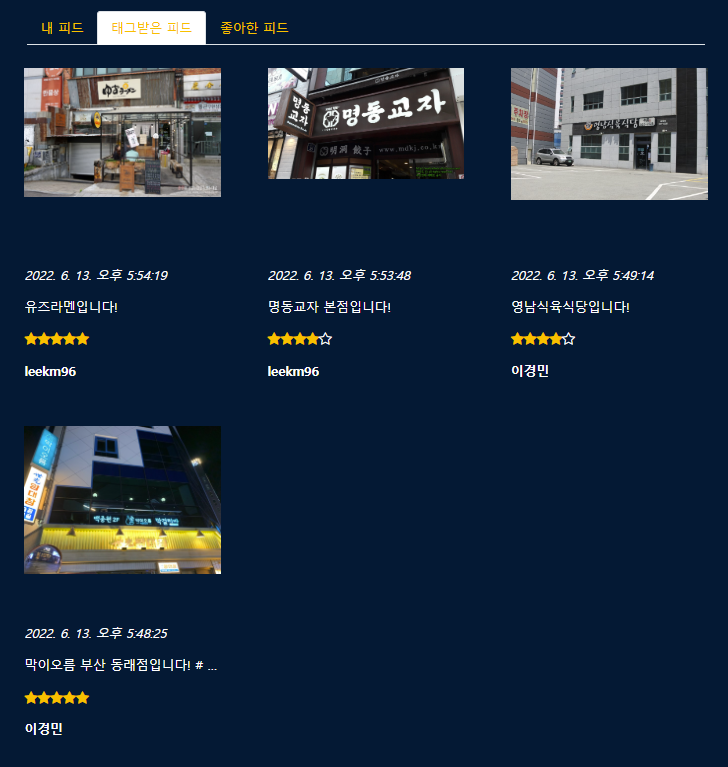 내 피드 태그받은 피드 좋아한 피드
명동교자
명동
교자
明洞 餃子 www.mdkj.co.kr
영남식육식당
2022. 6. 13. 오후 5:54:19
2022. 6. 13. 오후 5:53:48
2022. 6. 13. 오후 5:49:14
유즈라멘입니다!
명동교자 본점입니다!
영남식육식당입니다!
leekm96
leekm96
이경민
2022. 6. 13. 오후 5:48:25
막이오름 부산 동래점입니다! # ...
이경민